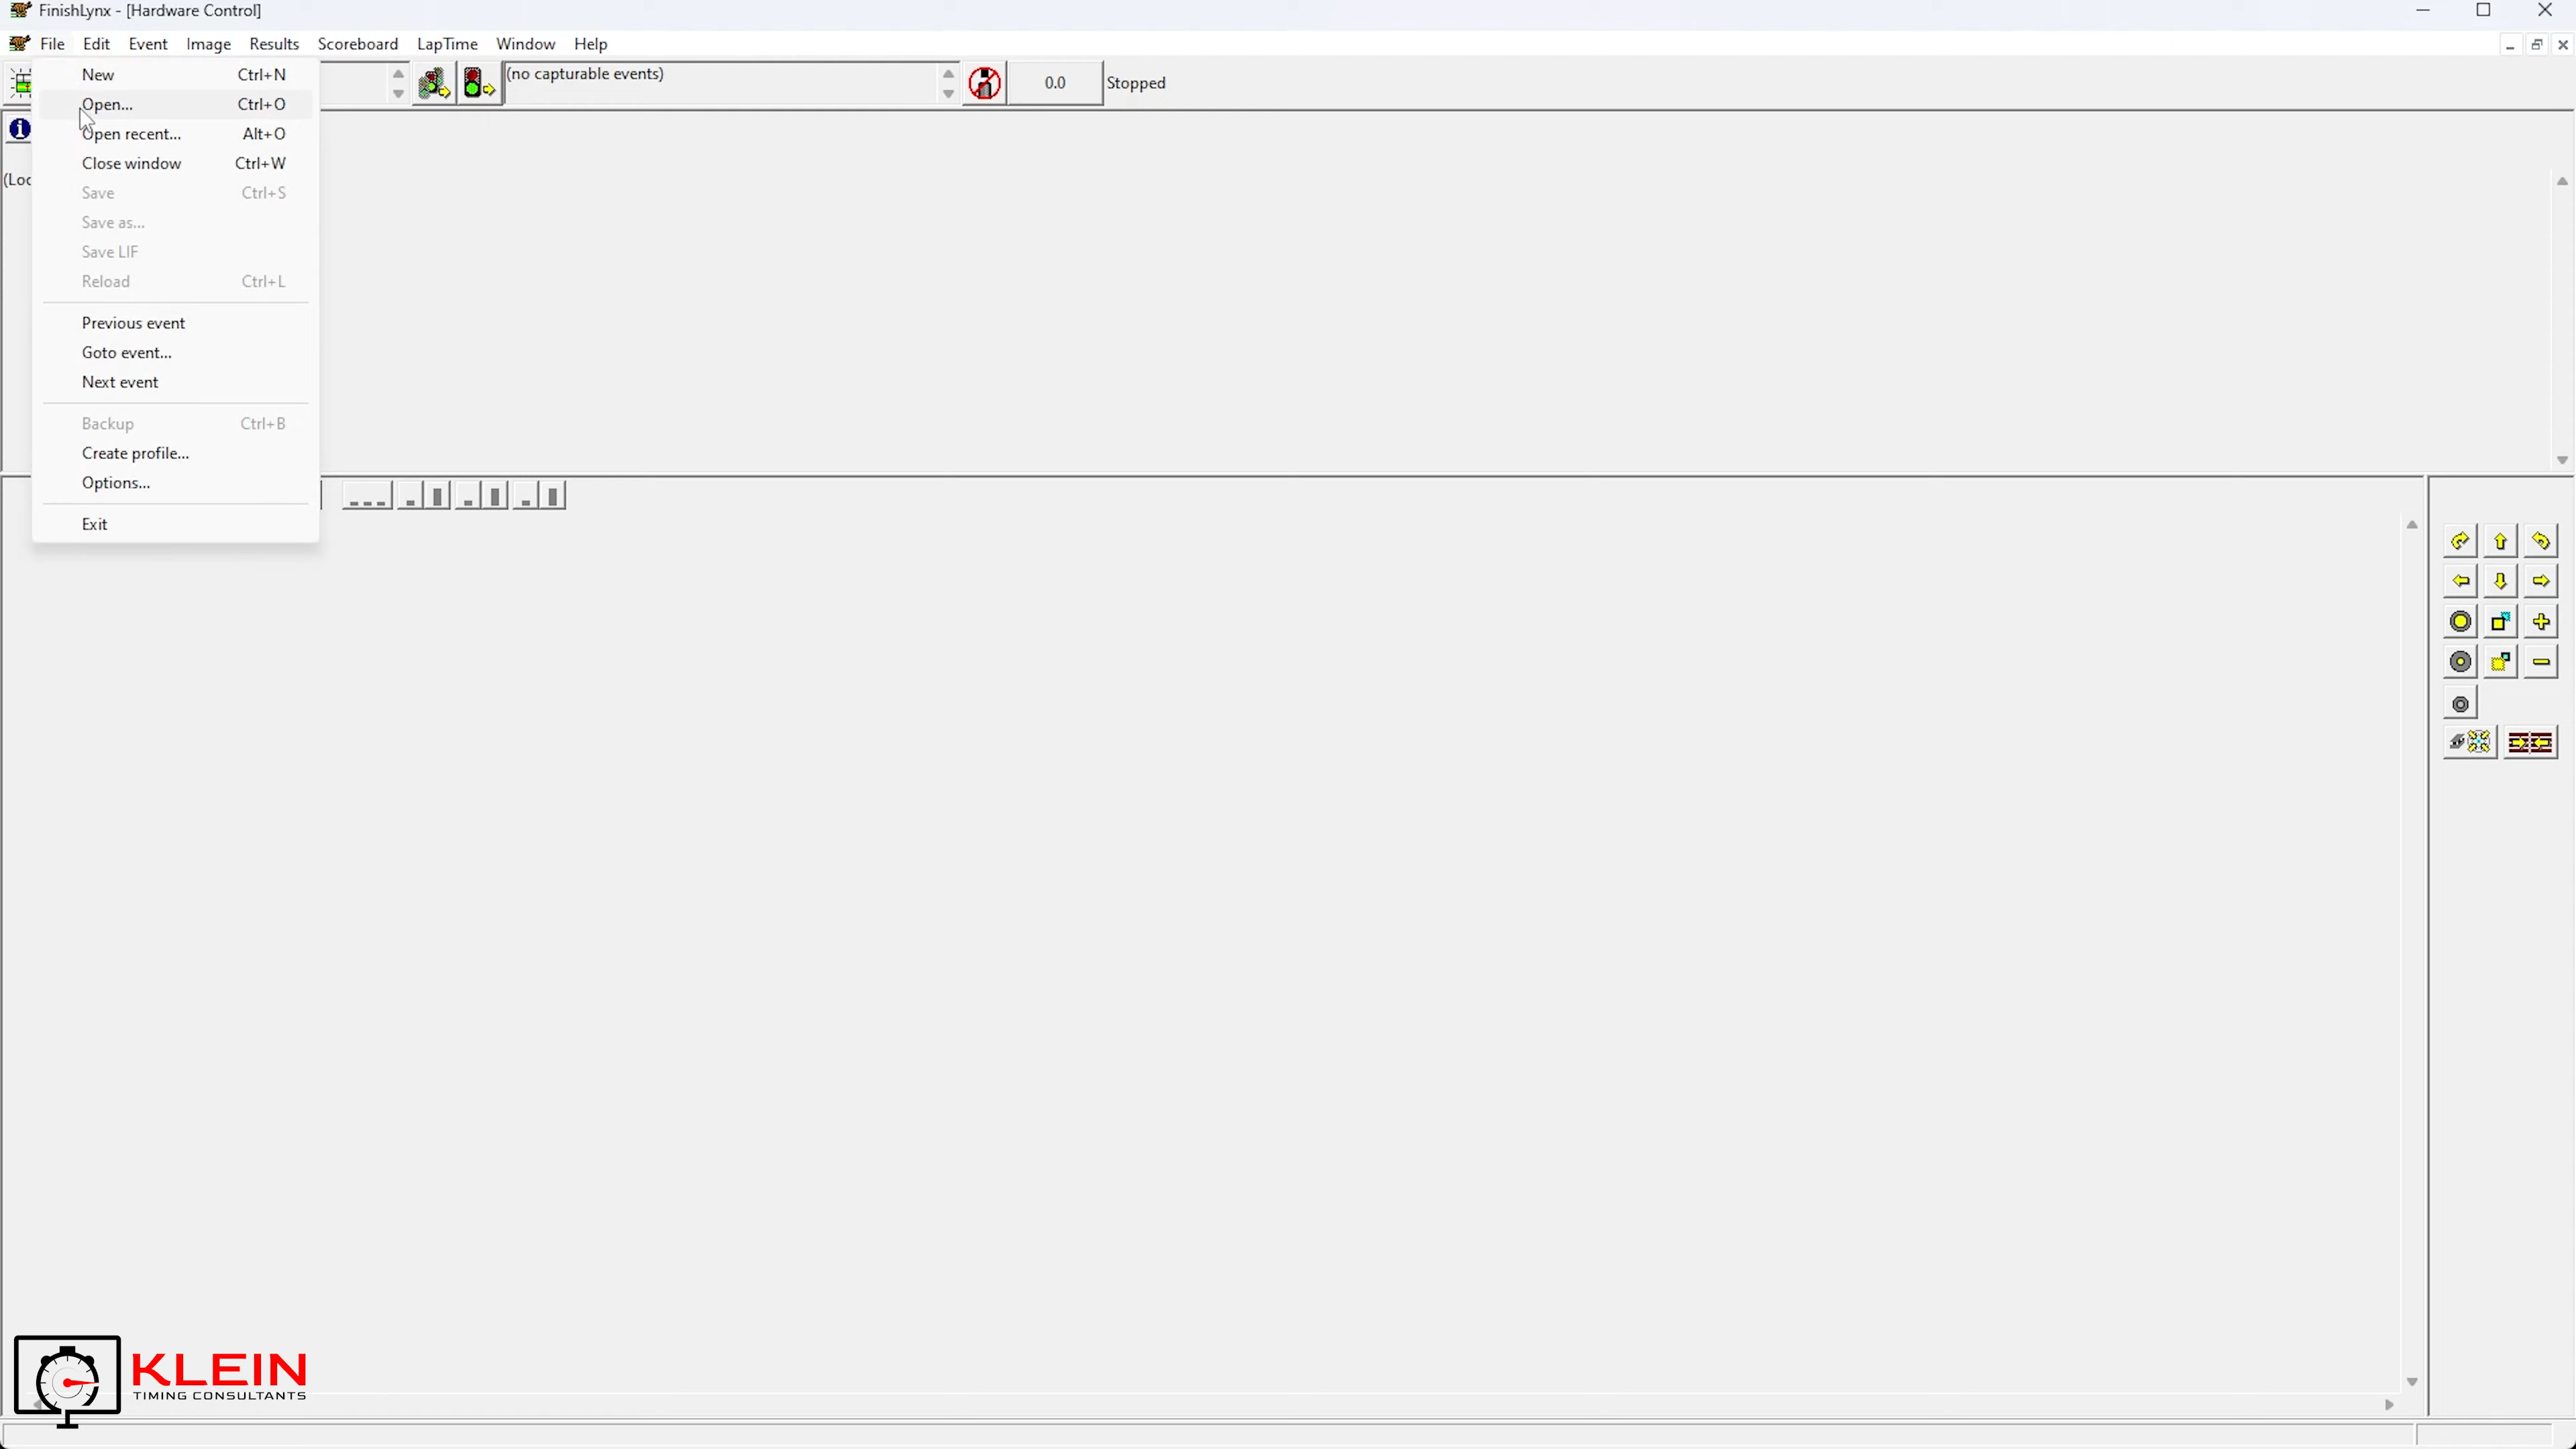 FinishLynx - [Hardware Control]
File Edit Event Image Results Scoreboard LapTime Window Help
New Ctrl+N
(no capturable events)
0.0
Stopped
Open... Ctrl+O
Open recent... Alt+O
Close window Ctrl+W
(Loc
Save Ctrl+S
Save as...
Save LIF
Reload Ctrl+L
Previous event
Goto event...
Next event
Backup Ctrl+B
Create profile...
Options...
Exit
KLEIN
TIMING CONSULTANTS